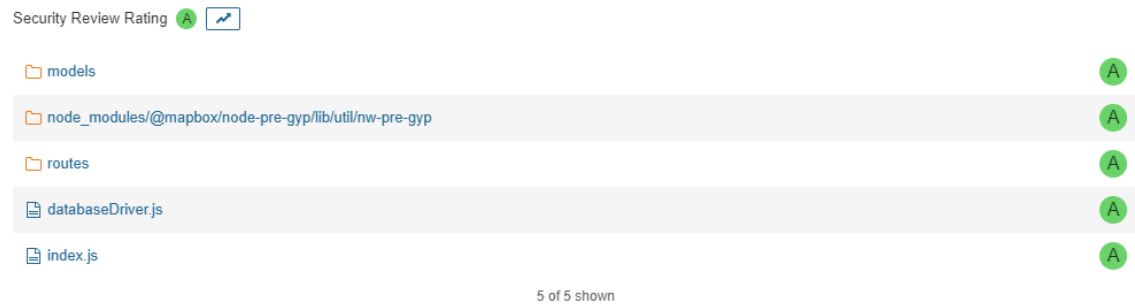 Security Review Rating A
models A
node_modules/@mapbox/node-pre-gyp/lib/util/nw-pre-gyp A
routes A
databaseDriver.js A
index.js A
5 of 5 shown